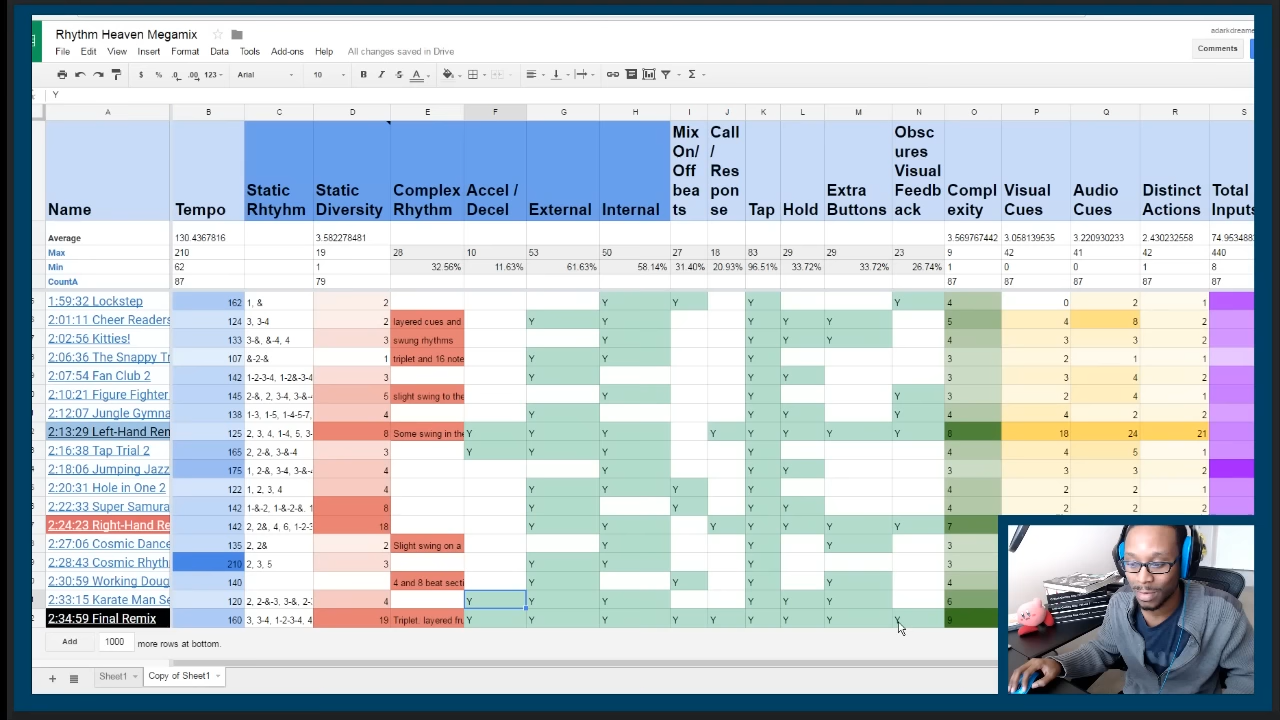 Rhythm Heaven Megamix
adarkdreame
File Edit View Insert Format Data Tools Add-ons Help All changes saved in Drive Comments
$ % .0 .00 123 Arial 10 B I S A Σ
Y
A B C D E F G H I J K L M N O P Q R S
Name Tempo Static Rhtyhm Static Diversity Complex Rhythm Accel / Decel External Internal Mix On/ Off bea ts Call / Res pon se Tap Hold Extra Buttons Obsc ures Visual Feedb ack Compl exity Visual Cues Audio Cues Distinct Actions Total Inputs
Average 130.4367816 3.582278481 3.569767442 3.058139535 3.220930233 2.430232558 74.9534883
Max 210 19 28 10 53 50 27 18 83 29 29 23 9 42 41 42 440
Min 62 1 32.56% 11.63% 61.63% 58.14% 31.40% 20.93% 96.51% 33.72% 33.72% 26.74% 1 0 0 1 8
CountA 87 79 87 87 87 87 87
1:59:32 Lockstep 162 1, & 2 Y Y Y Y 4 0 2 1
2:01:11 Cheer Readers 124 3, 3-4 2 layered cues and Y Y Y Y Y 5 4 8 2
2:02:56 Kitties! 133 3-&, &-4, 4 3 swung rhythms Y Y Y Y 4 3 3 2
2:06:36 The Snappy Tr 107 &-2-& 1 triplet and 16 note Y Y Y 3 2 1 1
2:07:54 Fan Club 2 142 1-2-3-4, 1-2&-3-4 3 Y Y Y 4 3 4 2
2:10:21 Figure Fighter 145 2-&, 2, 3-4, 3-&-4 5 slight swing to the Y Y Y 3 2 4 2
2:12:07 Jungle Gymna 138 1-3, 1-5, 1-4-5-7, 4 Y Y Y Y 4 4 2 2
2:13:29 Left-Hand Ren 125 2, 3, 4, 1-4, 5, 3- 8 Some swing in the Y Y Y Y Y Y Y Y 8 18 24 21
2:16:38 Tap Trial 2 165 2, 2&, 3-&-4 3 Y Y Y Y 4 4 5 1
2:18:06 Jumping Jazz 175 1, 2-&, 3-4, 3-&- 4 Y Y Y 4 3 3 2
2:20:31 Hole in One 2 122 1, 2, 3, 4 4 Y Y Y Y 4 2 2 1
2:22:33 Super Samura 142 1-&-2, 1-&-2-&, 1 8 Y Y Y Y 4 2 2
2:24:23 Right-Hand Re 142 2, 2&, 4, 6, 1-2-3 18 Y Y Y Y Y Y Y 7
2:27:06 Cosmic Dance 135 2, 2& 2 Slight swing on a Y Y Y 3
2:28:43 Cosmic Rhyth 210 2, 3, 5 3 Y Y Y 3
2:30:59 Working Doug 140 4 and 8 beat secti Y Y Y Y 4
2:33:15 Karate Man Se 120 2, 2-&-3, 3-&, 2- 4 Y Y Y Y Y Y 6
2:34:59 Final Remix 160 3, 3-4, 1-2-3-4, 4 19 Triplet, layered fn, Y Y Y Y Y Y Y Y Y 9
Add 1000 more rows at bottom.
Sheet1 Copy of Sheet1